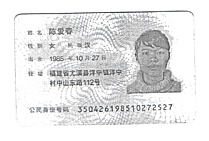 姓名 陈爱春
性别 女 民族 汉
出生 1985 年 10 月 27 日
住址 福建省尤溪县洋中镇洋中
村中山东路112号
公民身份号码 350426198510272527